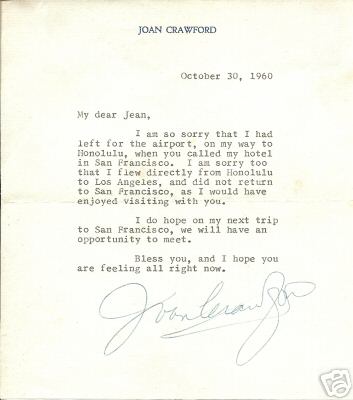 JOAN CRAWFORD
October 30, 1960
My dear Jean,
I am so sorry that I had
left for the airport, on my way to
Honolulu, when you called my hotel
in San Francisco. I am sorry too
that I flew directly from Honolulu
to Los Angeles, and did not return
to San Francisco, as I would have
enjoyed visiting with you.
I do hope on my next trip
to San Francisco, we will have an
opportunity to meet.
Bless you, and I hope you
are feeling all right now.
Joan Crawford